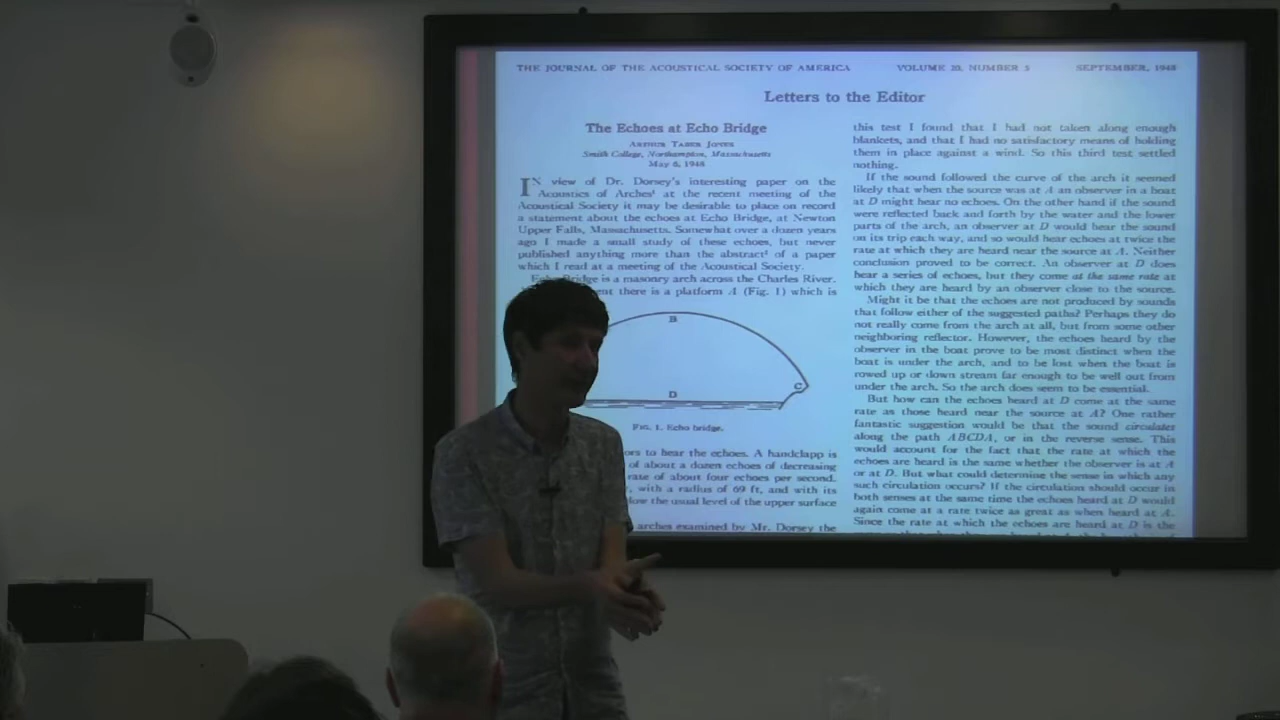 THE JOURNAL OF THE ACOUSTICAL SOCIETY OF AMERICA VOLUME 20, NUMBER 5 SEPTEMBER, 1948
Letters to the Editor
The Echoes at Echo Bridge
ARTHUR TABER JONES
Smith College, Northampton, Massachusetts
May 6, 1948
IN view of Dr. Dorsey's interesting paper on the
Acoustics of Arches¹ at the recent meeting of the
Acoustical Society it may be desirable to place on record
a statement about the echoes at Echo Bridge, at Newton
Upper Falls, Massachusetts. Somewhat over a dozen years
ago I made a small study of these echoes, but never
published anything more than the abstract² of a paper
which I read at a meeting of the Acoustical Society.
Echo Bridge is a masonry arch across the Charles River.
there is a platform A (Fig. 1) which is
B
C
D
FIG. 1. Echo bridge.
to hear the echoes. A handclap is
of about a dozen echoes of decreasing
rate of about four echoes per second.
with a radius of 69 ft, and with its
the usual level of the upper surface
arches examined by Mr. Dorsey the
this test I found that I had not taken along enough
blankets, and that I had no satisfactory means of holding
them in place against a wind. So this third test settled
nothing.
If the sound followed the curve of the arch it seemed
likely that when the source was at A an observer in a boat
at D might hear no echoes. On the other hand if the sound
were reflected back and forth by the water and the lower
parts of the arch, an observer at D would hear the sound
on its trip each way, and so would hear echoes at twice the
rate at which they are heard near the source at A. Neither
conclusion proved to be correct. An observer at D does
hear a series of echoes, but they come at the same rate at
which they are heard by an observer close to the source.
Might it be that the echoes are not produced by sounds
that follow either of the suggested paths? Perhaps they do
not really come from the arch at all, but from some other
neighboring reflector. However, the echoes heard by the
observer in the boat prove to be most distinct when the
boat is under the arch, and to be lost when the boat is
rowed up or down stream far enough to be well out from
under the arch. So the arch does seem to be essential.
But how can the echoes heard at D come at the same
rate as those heard near the source at A? One rather
fantastic suggestion would be that the sound circulates
along the path ABCDA, or in the reverse sense. This
would account for the fact that the rate at which the
echoes are heard is the same whether the observer is at A
or at D. But what could determine the sense in which any
such circulation occurs? If the circulation should occur in
both senses at the same time the echoes heard at D would
again come at a rate twice as great as when heard at A.
Since the rate at which the echoes are heard at D is the